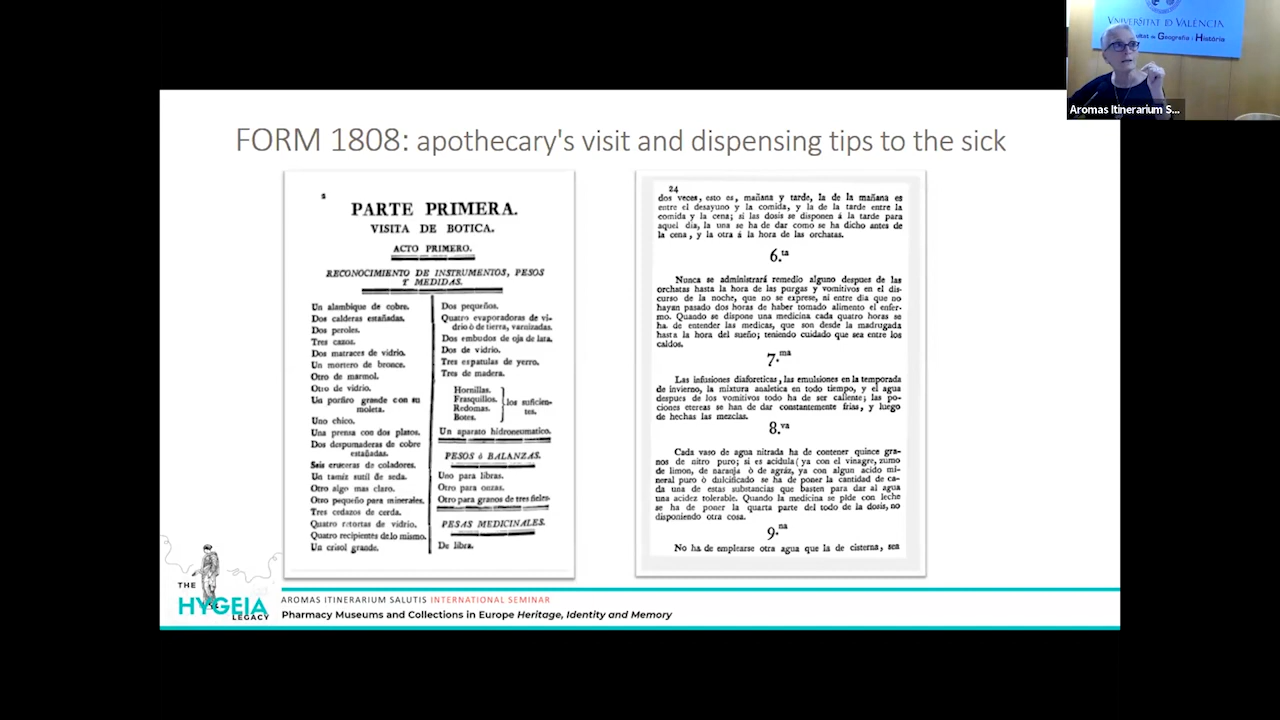 FORM 1808: apothecary's visit and dispensing tips to the sick
PARTE PRIMERA.
VISITA DE BOTICA.
ACTO PRIMERO.
RECONOCIMIENTO DE INSTRUMENTOS, PESOS
Y MEDIDAS.
Un alambique de cobre.
Dos calderas estañadas.
Dos peroles.
Tres cazos.
Dos matraces de vidrio.
Un mortero de bronce.
Otro de marmol.
Otro de vidrio.
Un porfiro grande con su
moleta.
Uno chico.
Una prensa con dos platos.
Dos despumaderas de cobre
estañadas.
Seis cruceras de coladores.
Un tamiz sutil de seda.
Otro algo mas claro.
Otro pequeño para minerales.
Tres cedazos de cerda.
Quatro retortas de vidrio.
Quatro recipientes de lo mismo.
Un crisol grande.
Dos pequeños.
Quatro evaporadoras de vi-
drio ò de tierra, varnizadas.
Dos embudos de oja de lata.
Dos de vidrio.
Tres espatulas de yerro.
Tres de madera.
Hornillas.
Frasquillos.
Redomas.
Botes.
los suficien-
tes.
Un aparato hidroneumatico.
PESOS ó BALANZAS.
Uno para libras.
Otro para onzas.
Otro para granos de tres fieles.
PESAS MEDICINALES.
De libra.
24
dos veces, esto es, mañana y tarde, la de la mañana es
entre el desayuno y la comida, y la de la tarde entre la
comida y la cena; si las dosis se disponen á la tarde para
aquel dia, la una se ha de dar como se ha dicho antes de
la cena, y la otra á la hora de las orchatas.
6.ta
Nunca se administrará remedio alguno despues de las
orchatas hasta la hora de las purgas y vomitivos en el dis-
curso de la noche, que no se exprese, ni entre dia que no
hayan pasado dos horas de haber tomado alimento el enfer-
mo. Quando se dispone una medicina cada quatro horas se
ha de entender las medicas, que son desde la madrugada
hasta la hora del sueño; teniendo cuidado que sea entre los
caldos.
7.ma
Las infusiones diaforeticas, las emulsiones en la temporada
de invierno, la mixtura analetica en todo tiempo, y el agua
despues de los vomitivos todo ha de ser caliente; las po-
ciones etereas se han de dar constantemente frias, y luego
de hechas las mezclas.
8.va
Cada vaso de agua nitrada ha de contener quince gra-
nos de nitro puro; si es acidula (ya con el vinagre, zumo
de limon, de naranja ò de agráz, ya con algun acido mi-
neral puro ò dulcificado se ha de poner la cantidad de ca-
da una de estas substancias que basten para dar al agua
una acidez tolerable. Quando la medicina se pide con leche
se ha de poner la quarta parte del todo de la dosis, no
disponiendo otra cosa.
9.na
No ha de emplearse otra agua que la de cisterna, sea
THE
HYGEIA
LEGACY
AROMAS ITINERARIUM SALUTIS INTERNATIONAL SEMINAR
Pharmacy Museums and Collections in Europe Heritage, Identity and Memory
VNIVERSITAT ID VALÈNCIA
Facultat de Geografia i Història
Aromas Itinerarium S...